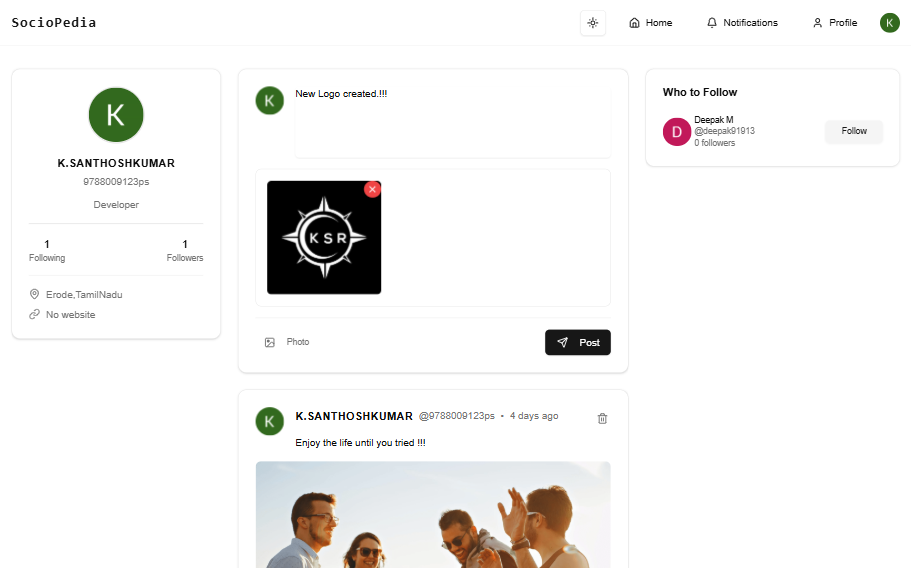 SocioPedia
Home
Notifications
Profile
K
K
K.SANTHOSHKUMAR
9788009123ps
Developer
1
Following
1
Followers
Erode,TamilNadu
No website
K
New Logo created.!!!
KSR
Photo
Post
K
K.SANTHOSHKUMAR @9788009123ps • 4 days ago
Enjoy the life until you tried !!!
Who to Follow
D
Deepak M
@deepak91913
0 followers
Follow